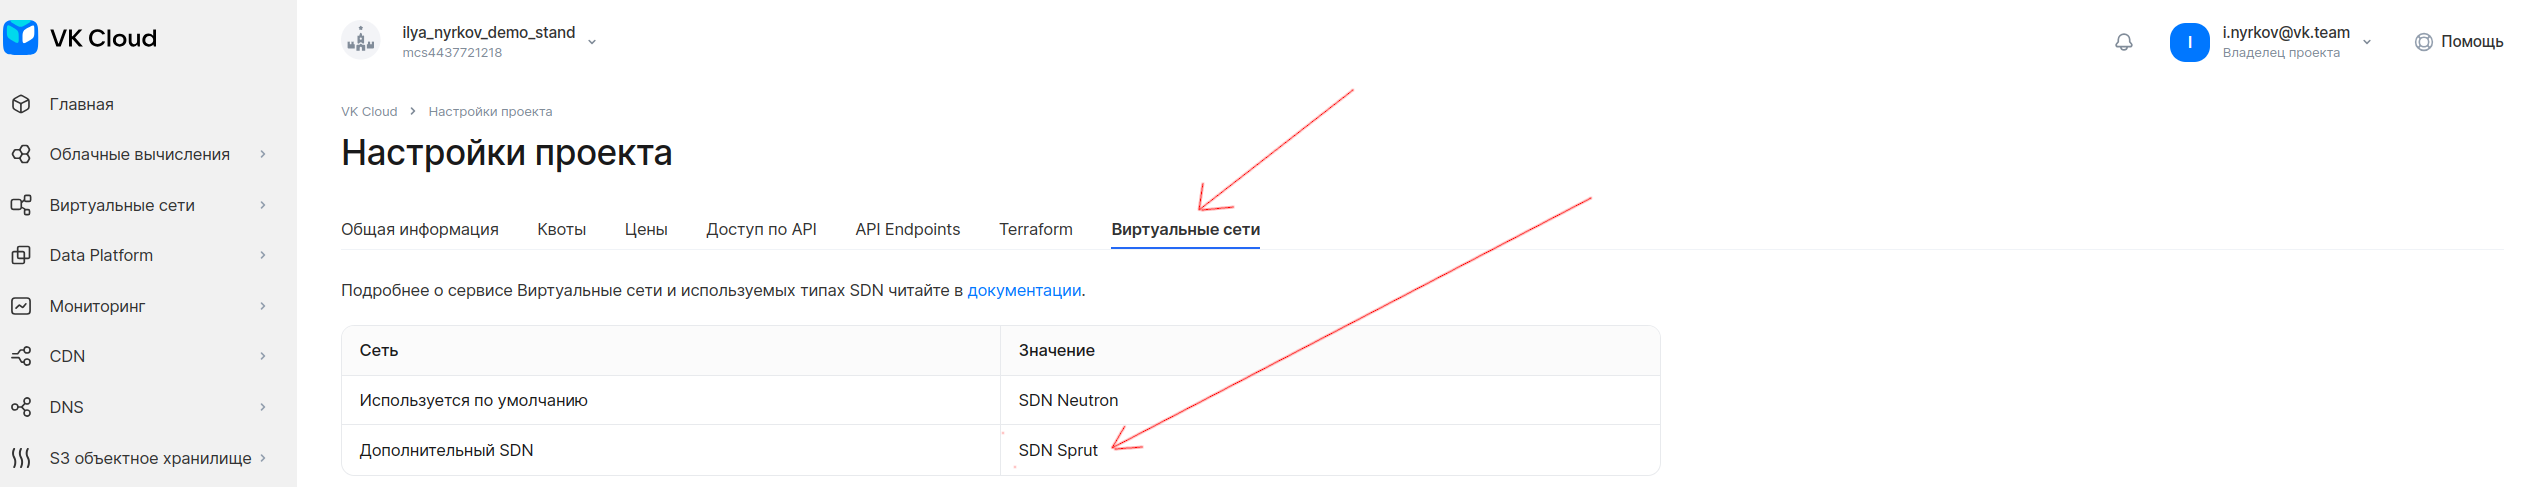 VK Cloud
Главная
Облачные вычисления
Виртуальные сети
Data Platform
Мониторинг
CDN
DNS
S3 объектное хранилище
ilya_nyrkov_demo_stand
mcs4437721218
I
i.nyrkov@vk.team
Владелец проекта
Помощь
VK Cloud > Настройки проекта
Настройки проекта
Общая информация Квоты Цены Доступ по API API Endpoints Terraform Виртуальные сети
Подробнее о сервисе Виртуальные сети и используемых типах SDN читайте в документации.
Сеть Значение
Используется по умолчанию SDN Neutron
Дополнительный SDN SDN Sprut